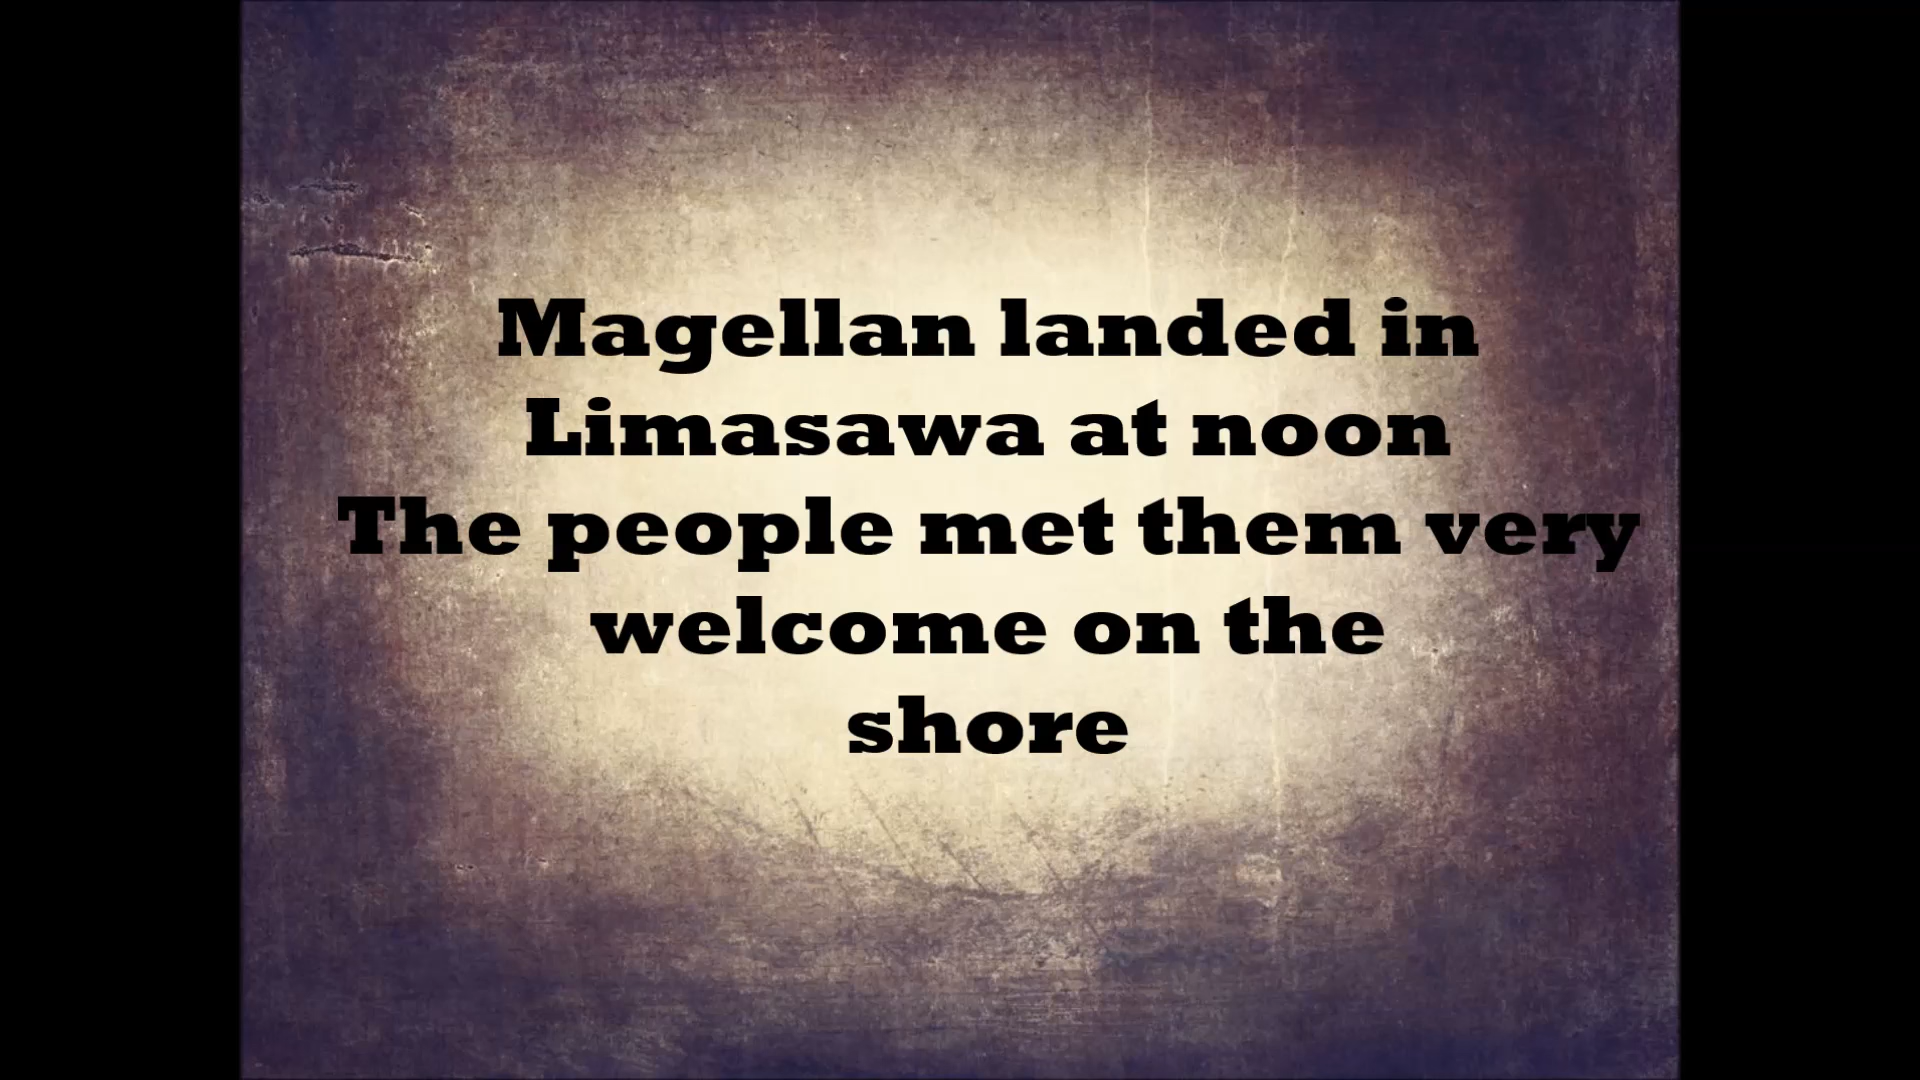 Magellan landed in
Limasawa at noon
The people met them very
welcome on the
shore